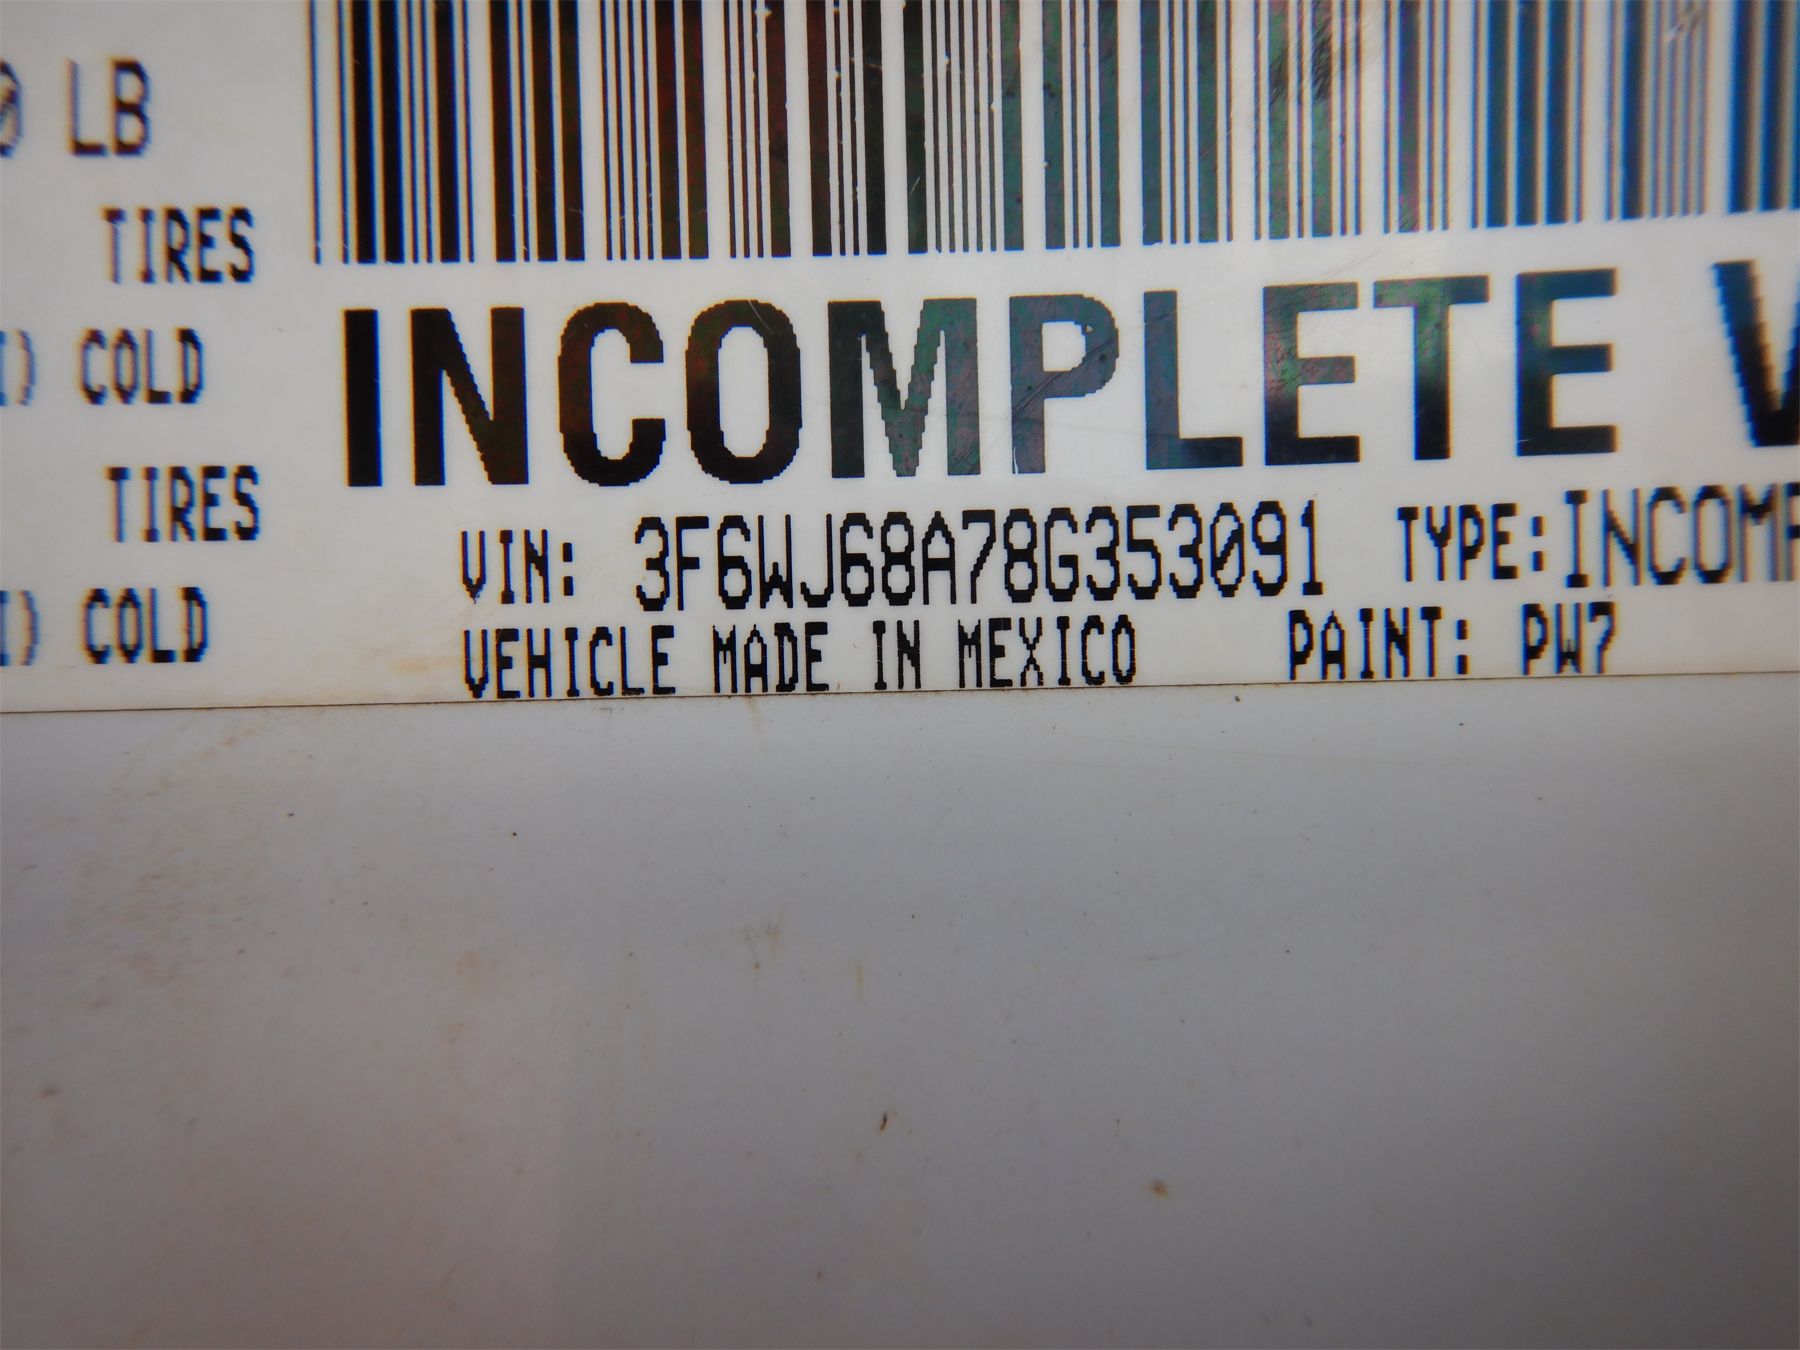 LB
TIRES
COLD
TIRES
COLD
INCOMPLETE
VIN: 3F6WJ68A78G353091 TYPE:
VEHICLE MADE IN MEXICO PAINT: PW7